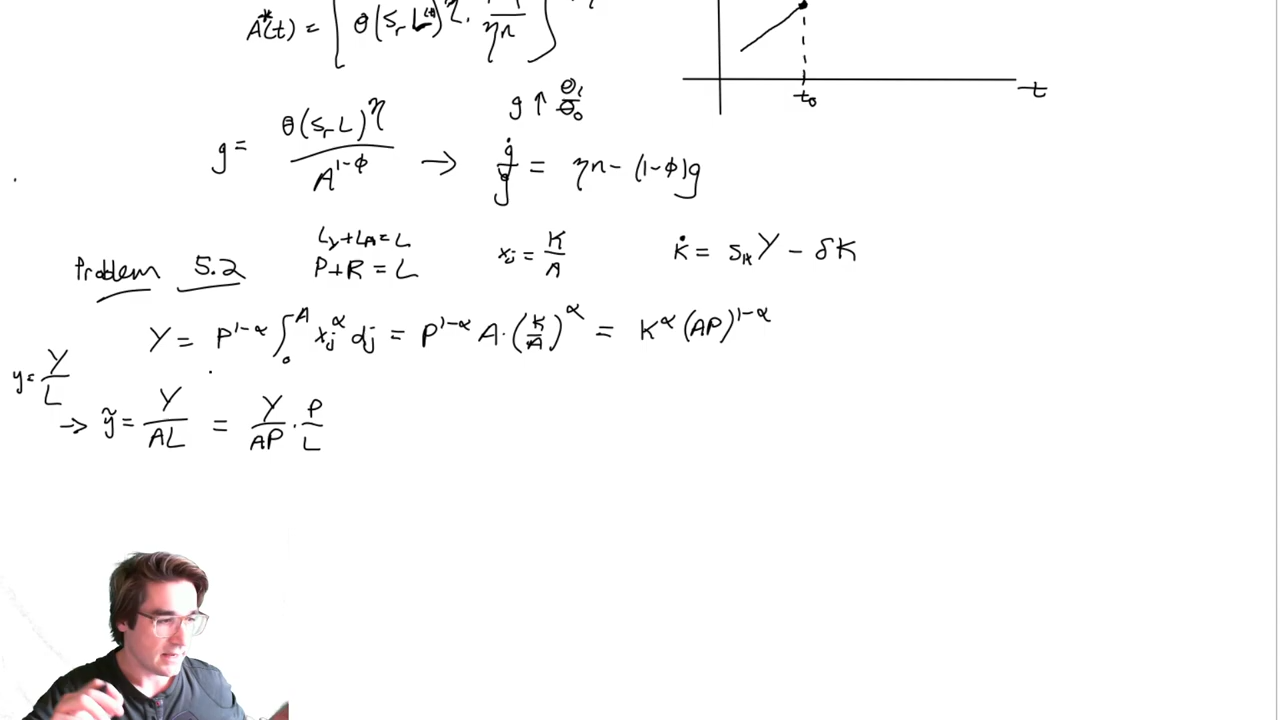 A*(t) = [ θ(S_r L(t))^η · / ηn ]
t₀ t
g ↑ θ₁/θ₀
g = θ(S_r L)^η / A^(1-φ) → ġ/g = ηn - (1-φ)g
L_y + L_A = L
Problem 5.2 P + R = L x_j = K/A K̇ = S_k Y - δK
Y = P^(1-α) ∫₀^A x_j^α dj = P^(1-α) A · (K/A)^α = K^α (AP)^(1-α)
y = Y/L
→ ỹ = Y/AL = Y/AP · P/L